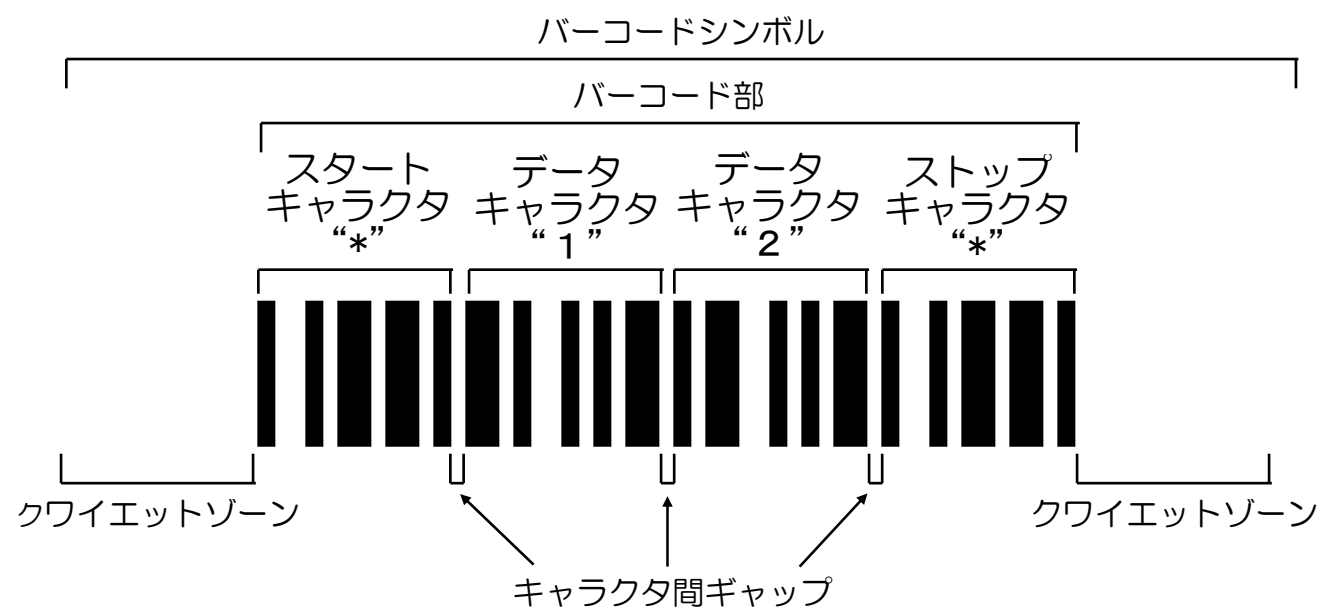 バーコードシンボル
バーコード部
スタート
キャラクタ
“*”
データ
キャラクタ
“1”
データ
キャラクタ
“2”
ストップ
キャラクタ
“*”
クワイエットゾーン
クワイエットゾーン
キャラクタ間ギャップ